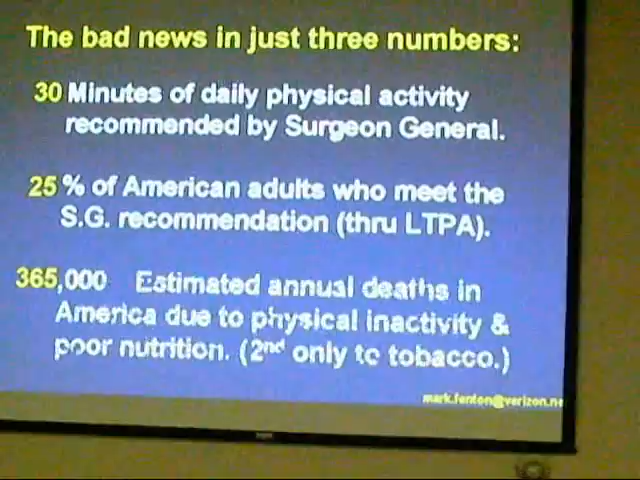 The bad news in just three numbers:
30 Minutes of daily physical activity
recommended by Surgeon General.
25 % of American adults who meet the
S.G. recommendation (thru LTPA).
365,000 Estimated annual deaths in
America due to physical inactivity &
poor nutrition. (2nd only to tobacco.)
mark.fenton@verizon.ne